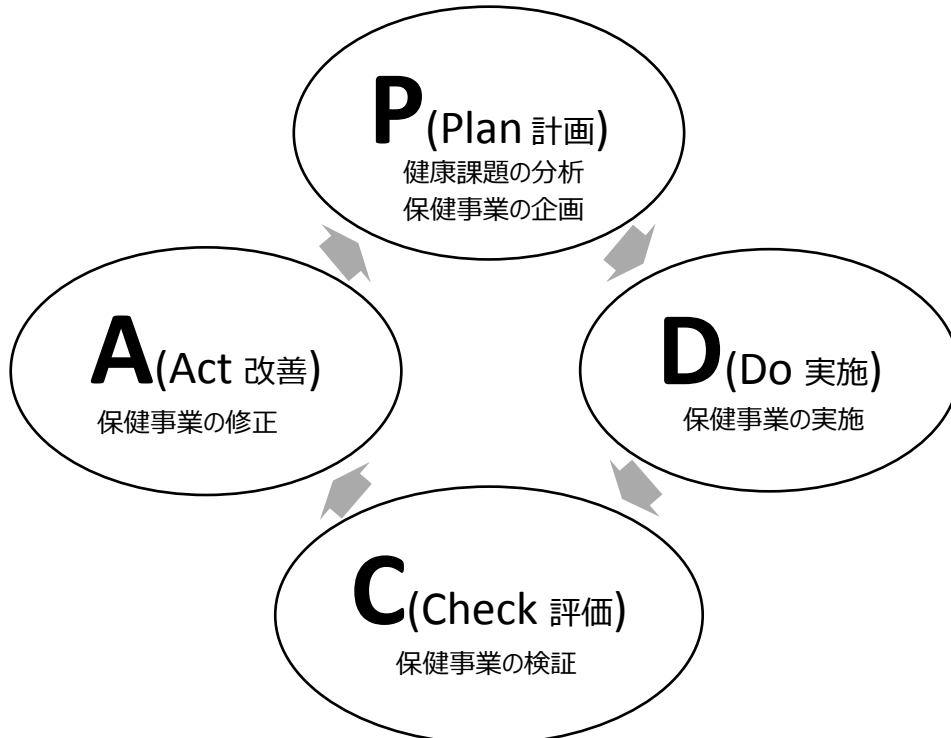 P(Plan 計画)
健康課題の分析
保健事業の企画
A(Act 改善)
保健事業の修正
D(Do 実施)
保健事業の実施
C(Check 評価)
保健事業の検証